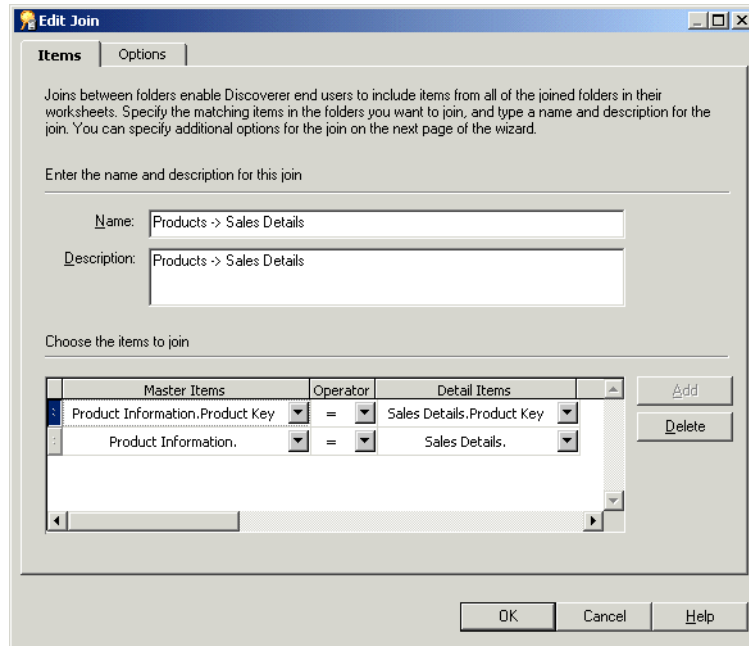 Edit Join
Items
Options
Joins between folders enable Discoverer end users to include items from all of the joined folders in their
worksheets. Specify the matching items in the folders you want to join, and type a name and description for the
join. You can specify additional options for the join on the next page of the wizard.
Enter the name and description for this join
Name: Products -> Sales Details
Description: Products -> Sales Details
Choose the items to join
Master Items Operator Detail Items
Product Information.Product Key = Sales Details.Product Key
Product Information. = Sales Details.
Add
Delete
OK Cancel Help